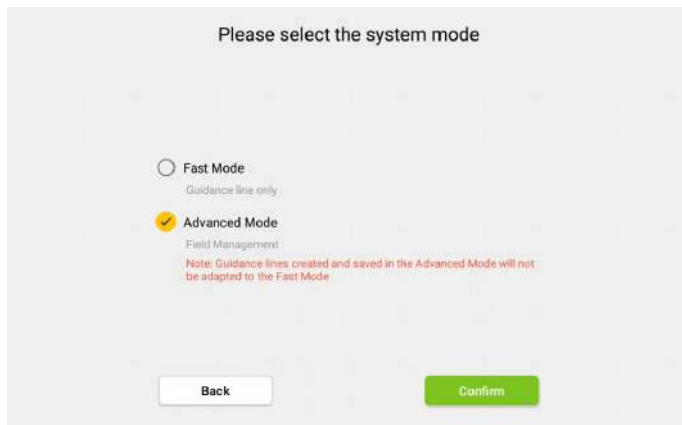 Please select the system mode
Fast Mode
Guidance line only
Advanced Mode
Field Management
Note: Guidance lines created and saved in the Advanced Mode will not
be adapted to the Fast Mode
Back
Confirm